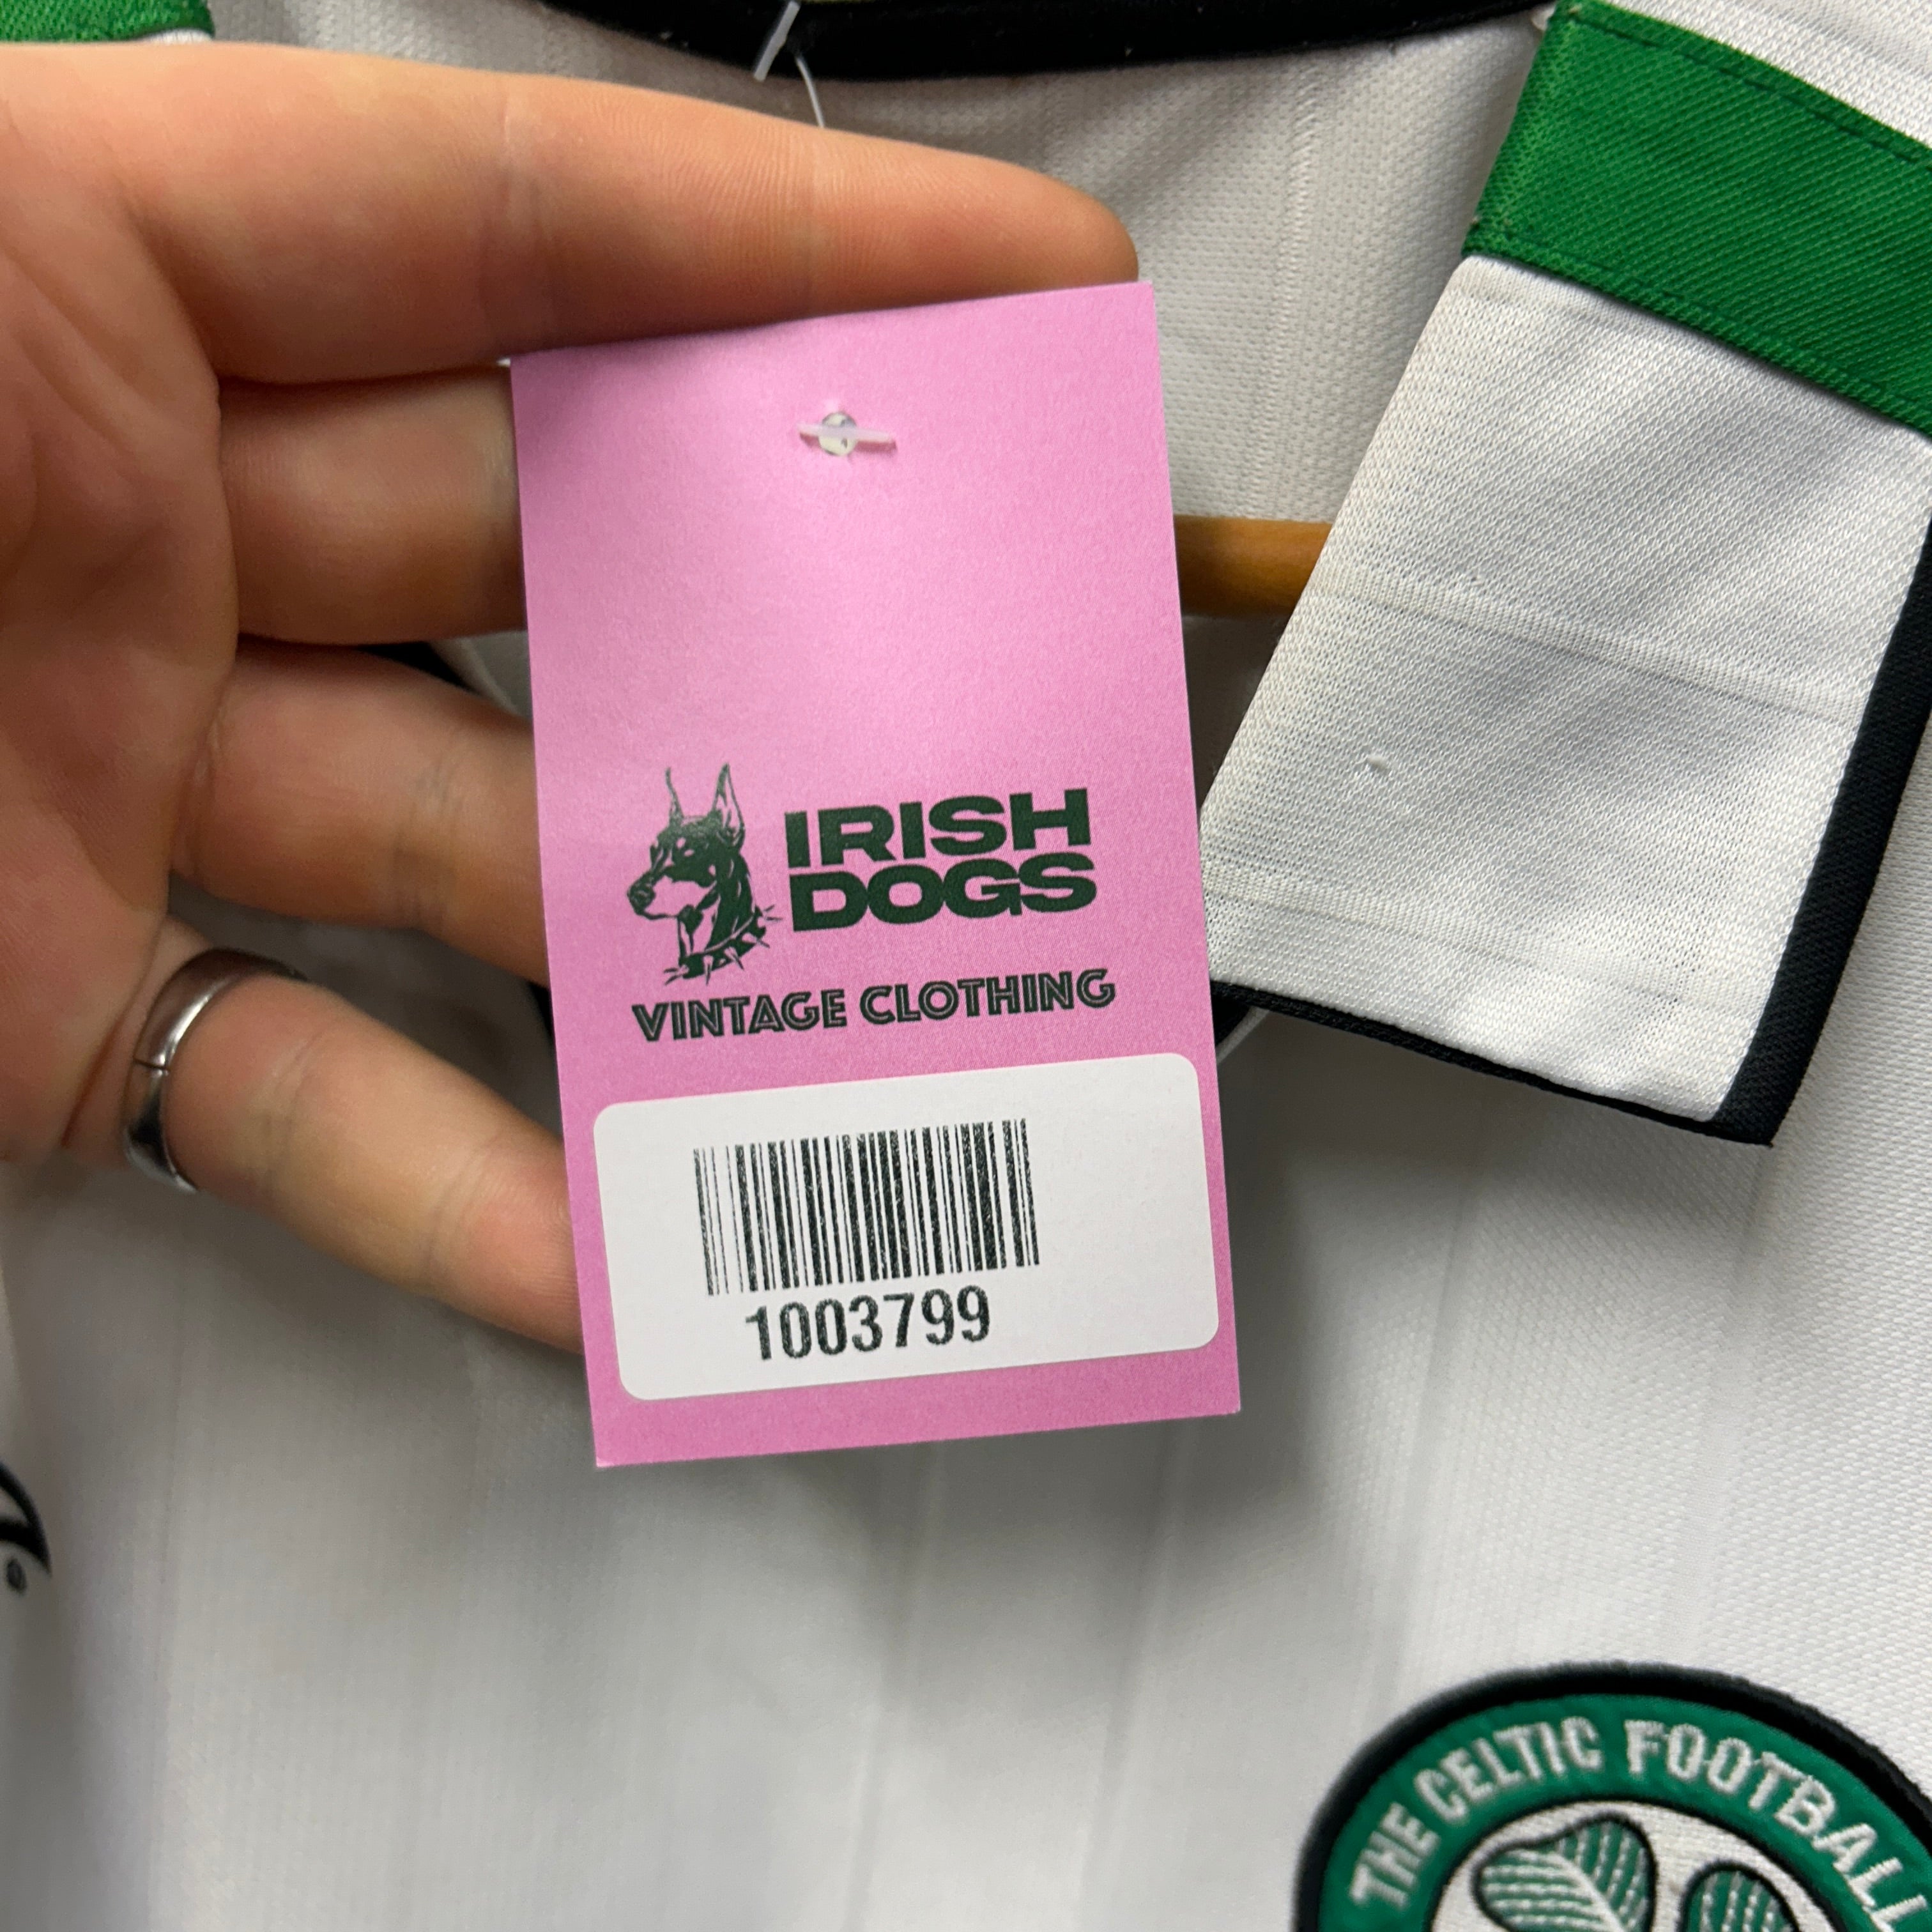 IRISH
DOGS
VINTAGE CLOTHING
1003799
®
THE CELTIC FOOTBALL